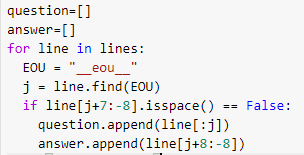 question=[]
answer=[]
for line in lines:
  EOU = "__eou__"
  j = line.find(EOU)
  if line[j+7:-8].isspace() == False:
    question.append(line[:j])
    answer.append(line[j+8:-8])